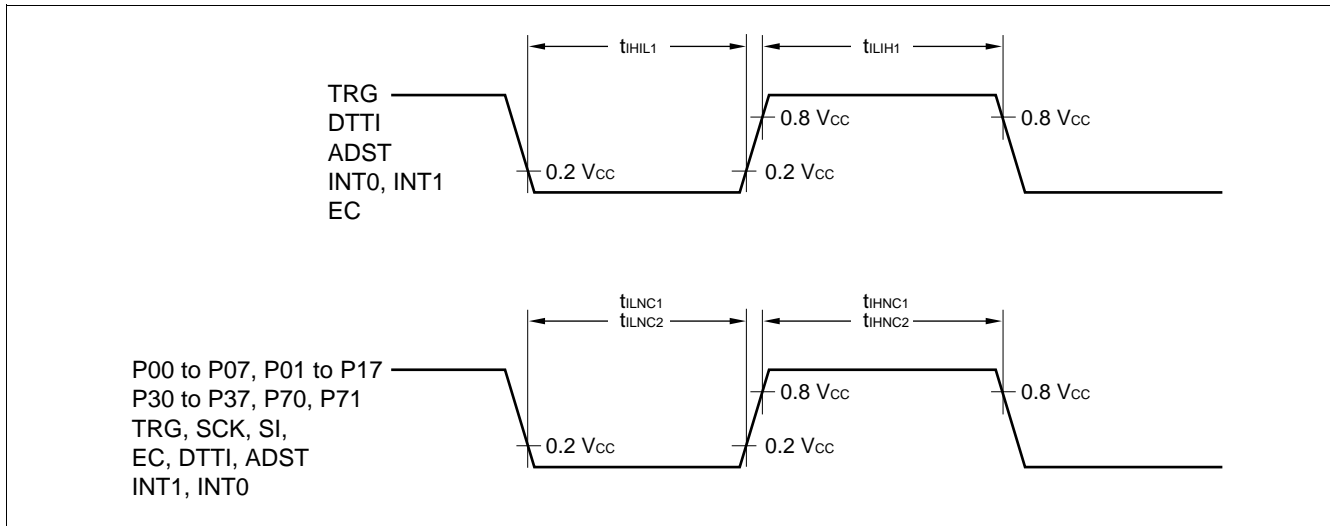 tIHIL1
tILIH1
TRG
DTTI
ADST
INT0, INT1
EC
0.8 VCC
0.8 VCC
0.2 VCC
0.2 VCC
tILNC1
tILNC2
tIHNC1
tIHNC2
P00 to P07, P01 to P17
P30 to P37, P70, P71
TRG, SCK, SI,
EC, DTTI, ADST
INT1, INT0
0.8 VCC
0.8 VCC
0.2 VCC
0.2 VCC